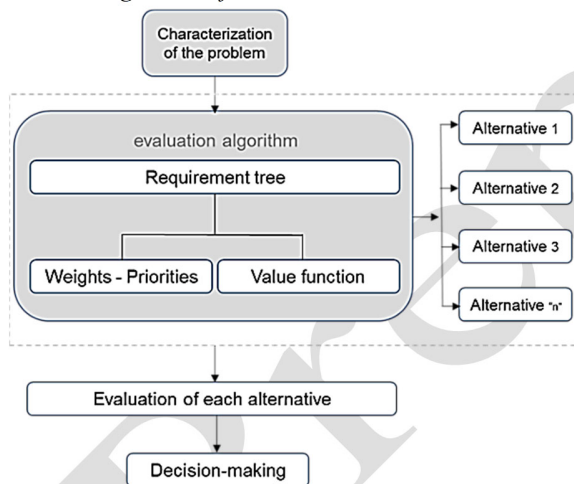 Characterization
of the problem
evaluation algorithm
Requirement tree
Weights - Priorities
Value function
Alternative 1
Alternative 2
Alternative 3
Alternative "n"
Evaluation of each alternative
Decision-making